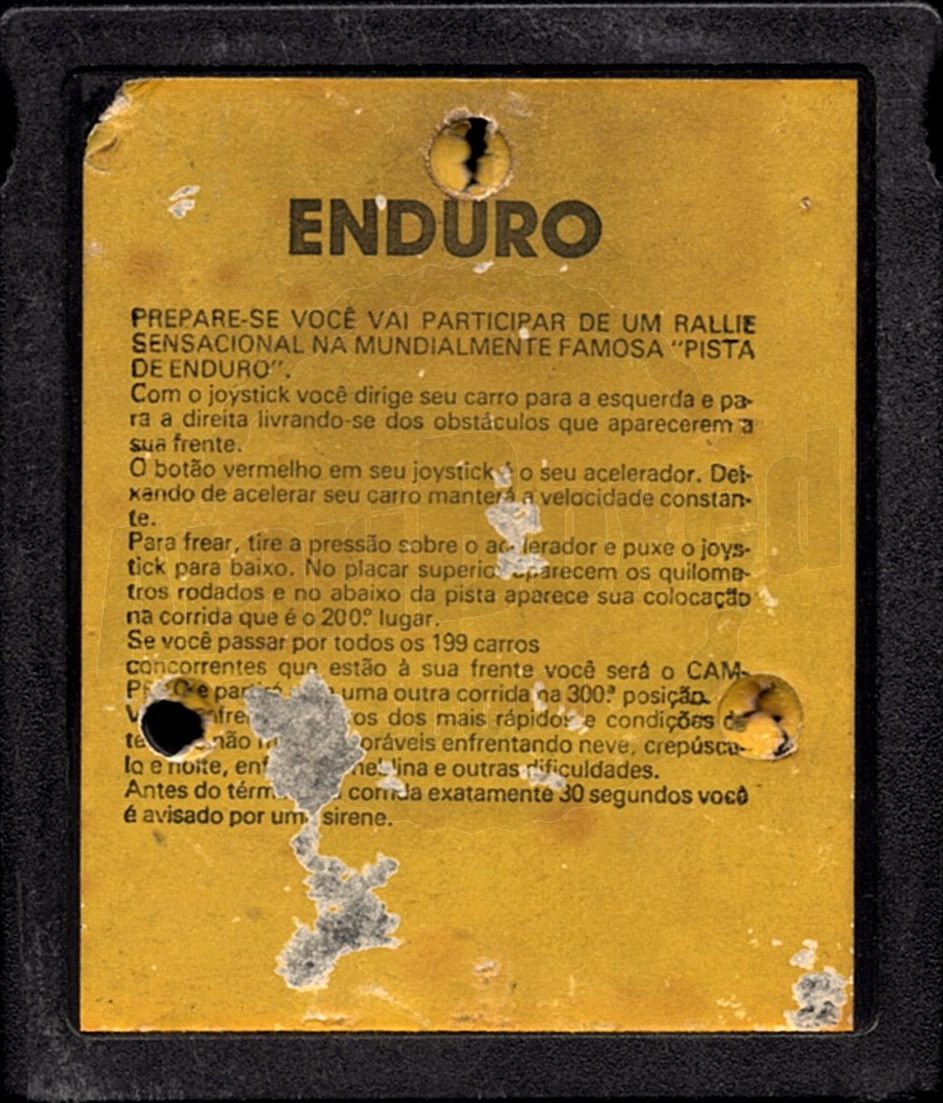 ENDURO
PREPARE-SE VOCÊ VAI PARTICIPAR DE UM RALLIE
SENSACIONAL NA MUNDIALMENTE FAMOSA "PISTA
DE ENDURO".
Com o joystick você dirige seu carro para a esquerda e pa-
ra a direita livrando-se dos obstáculos que aparecerem a
sua frente.
O botão vermelho em seu joystick é o seu acelerador. Dei-
xando de acelerar seu carro manterá a velocidade constan-
te.
Para frear, tire a pressão sobre o acelerador e puxe o joys-
tick para baixo. No placar superior aparecem os quilome-
tros rodados e no abaixo da pista aparece sua colocação
na corrida que é o 200º lugar.
Se você passar por todos os 199 carros
concorrentes que estão à sua frente você será o CAM-
e uma outra corrida na 300ª posição.
dos mais rápidos e condições
não enfrentando neve, crepúscu-
lo e noite, neblina e outras dificuldades.
Antes do corrida exatamente 30 segundos você
é avisado por uma sirene.